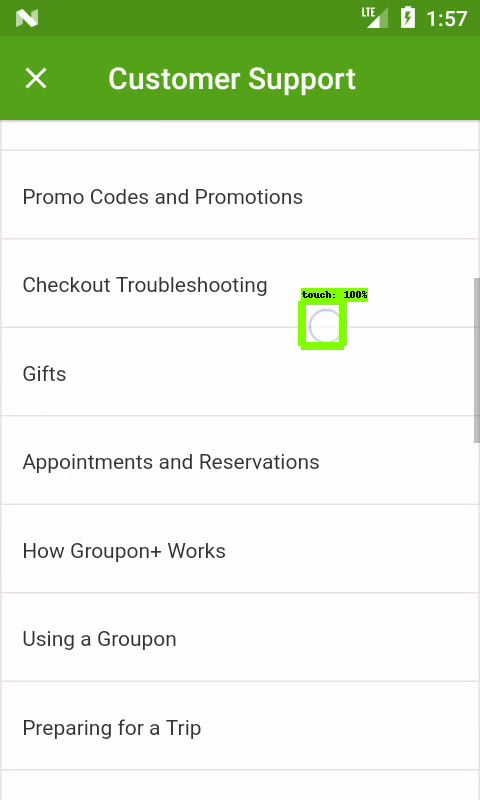 LTE
1:57
Customer Support
Promo Codes and Promotions
Checkout Troubleshooting
touch: 100%
Gifts
Appointments and Reservations
How Groupon+ Works
Using a Groupon
Preparing for a Trip